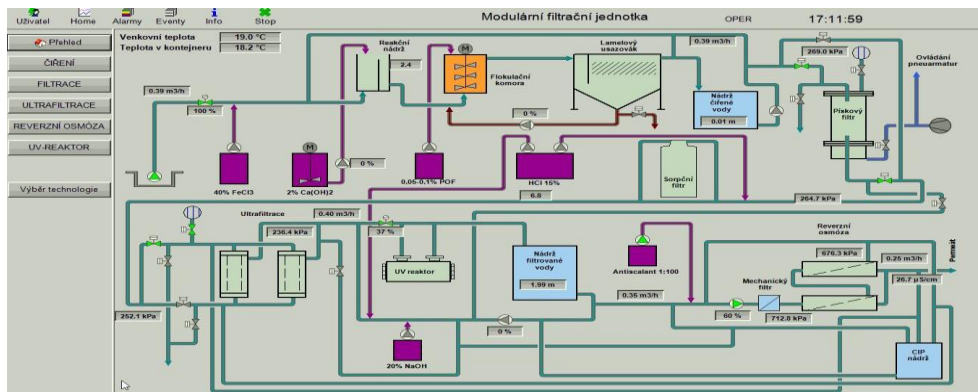 Uživatel Home Alarmy Eventy Info Stop
Modulární filtrační jednotka OPER 17:11:59
Přehled
ČIŘENÍ
FILTRACE
ULTRAFILTRACE
REVERZNÍ OSMÓZA
UV-REAKTOR
Výběr technologie
Venkovní teplota 19.0 °C
Teplota v kontejneru 18.2 °C
0.39 m3/h
100 %
40% FeCl3
M
2% Ca(OH)2
0 %
Reakční
nádrž
2.4
M
Flokulační
komora
0,05-0,1% POF
Lamelový
usazovák
0 %
HCl 15%
6.8
0.39 m3/h
Nádrž
čiřené
vody
0.01 m
269.0 kPa
Pískový
filtr
Ovládání
pneuarmatur
Sorpční
filtr
264.7 kPa
Ultrafiltrace
0.40 m3/h
236.4 kPa
252.1 kPa
37 %
UV reaktor
20% NaOH
0 %
Nádrž
filtrované
vody
1.99 m
Antiscalant 1:100
0.35 m3/h
60 %
Mechanický
filtr
712.8 kPa
Reverzní
osmóza
676.3 kPa
0.25 m3/h
26.7 µS/cm
Permeát
CIP
nádrž